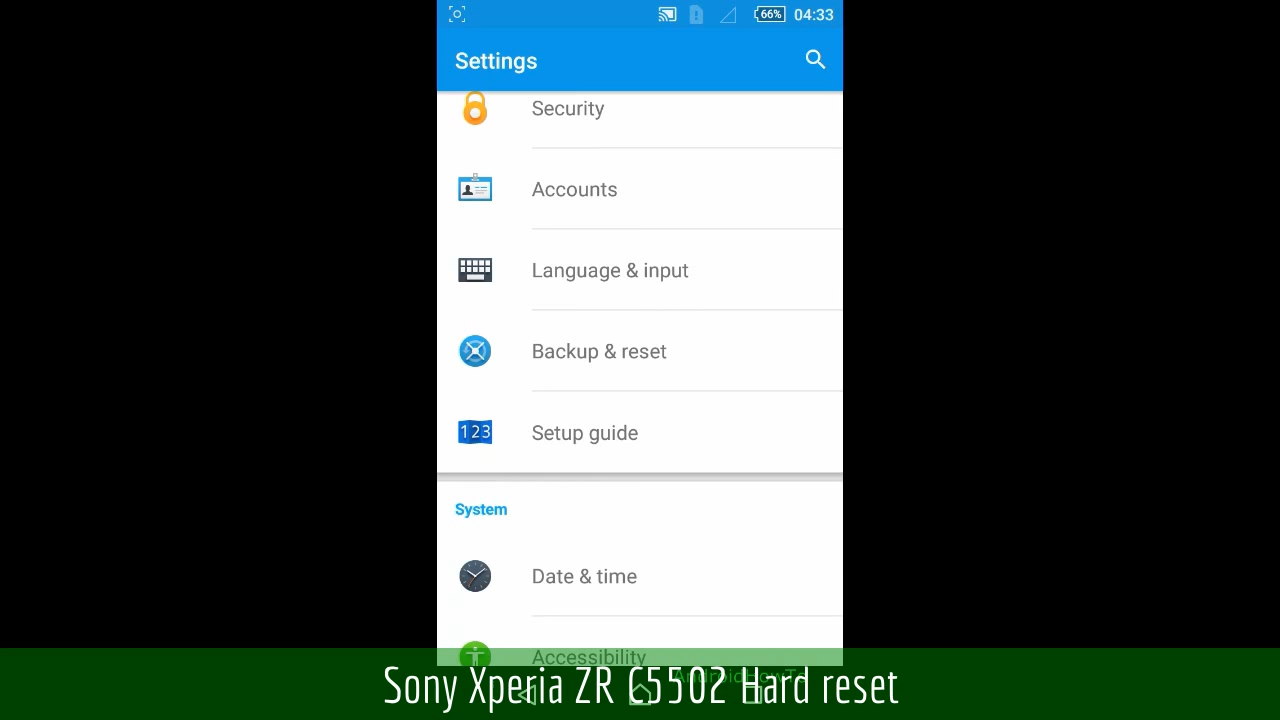 66% 04:33
Settings
Security
Accounts
Language & input
Backup & reset
123 Setup guide
System
Date & time
Accessibility
AndroidHowTo
Sony Xperia ZR C5502 Hard reset